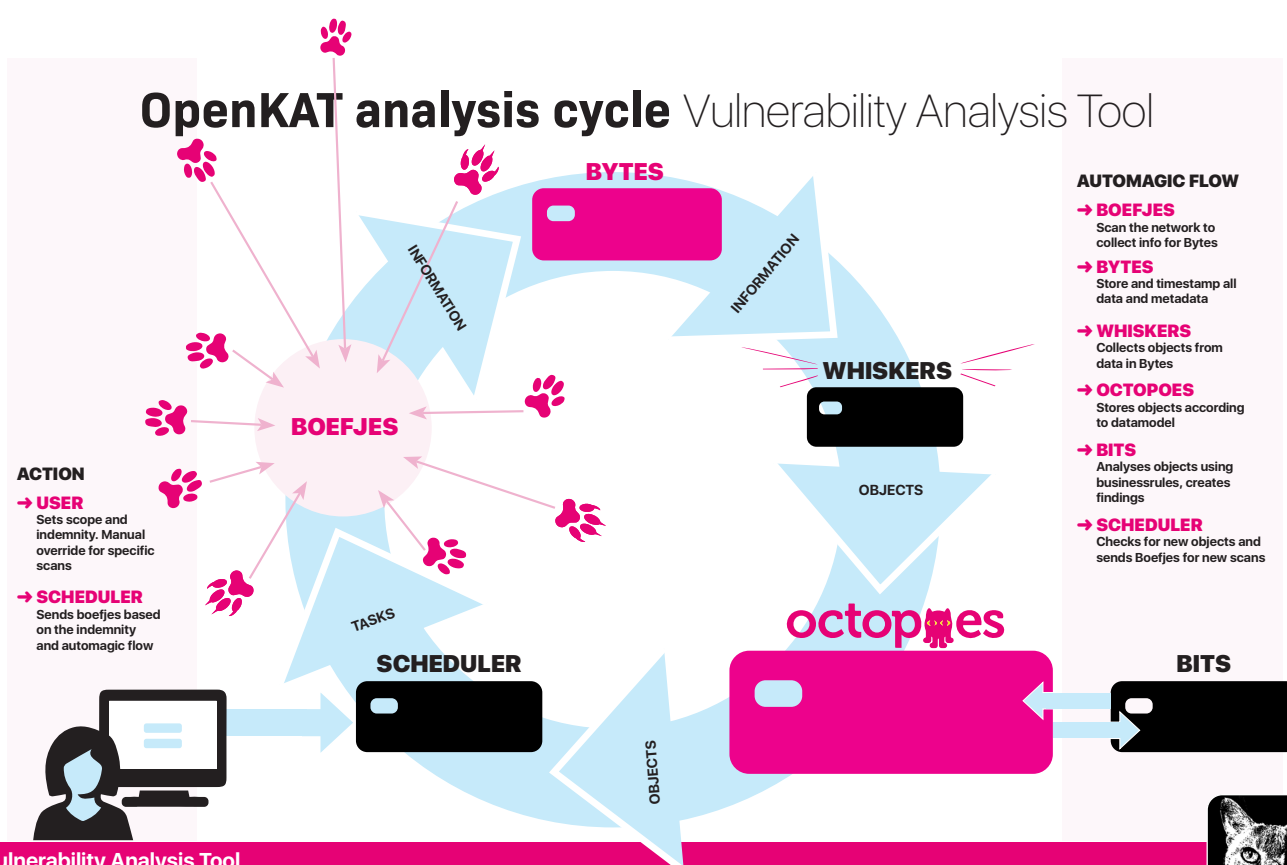 OpenKAT analysis cycle Vulnerability Analysis Tool
BYTES
INFORMATION
INFORMATION
WHISKERS
BOEFJES
OBJECTS
octopoes
TASKS
SCHEDULER
OBJECTS
BITS
ACTION
→ USER
Sets scope and
indemnity. Manual
override for specific
scans
→ SCHEDULER
Sends boefjes based
on the indemnity
and automagic flow
AUTOMAGIC FLOW
→ BOEFJES
Scan the network to
collect info for Bytes
→ BYTES
Store and timestamp all
data and metadata
→ WHISKERS
Collects objects from
data in Bytes
→ OCTOPOES
Stores objects according
to datamodel
→ BITS
Analyses objects using
businessrules, creates
findings
→ SCHEDULER
Checks for new objects and
sends Boefjes for new scans
ulnerability Analysis Tool